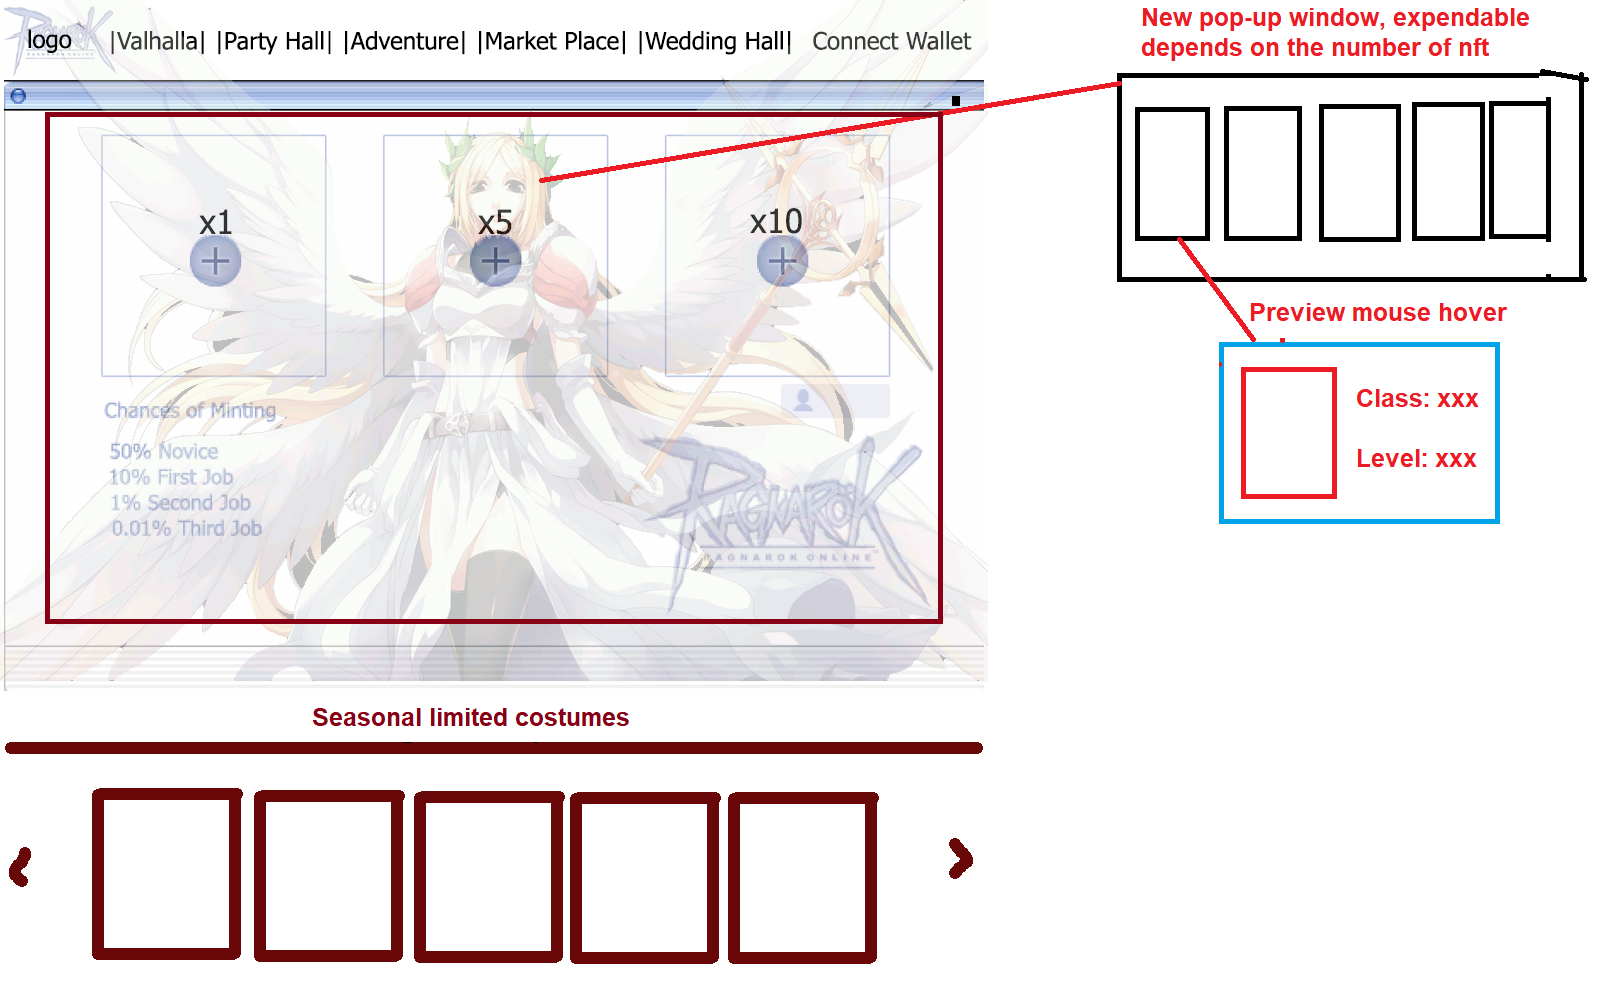 logo |Valhalla| |Party Hall| |Adventure| |Market Place| |Wedding Hall| Connect Wallet
x1
x5
x10
Chances of Minting
50% Novice
10% First Job
1% Second Job
0.01% Third Job
RAGNAROK
RAGNAROK ONLINE
Seasonal limited costumes
New pop-up window, expendable
depends on the number of nft
Preview mouse hover
Class: xxx
Level: xxx